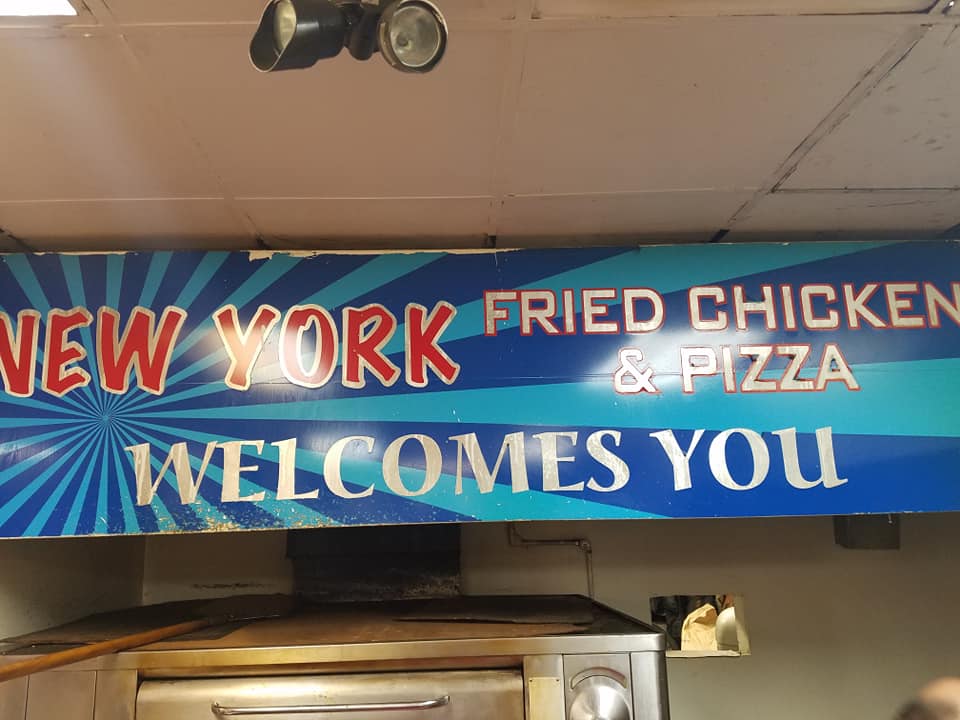 NEW YORK FRIED CHICKEN
& PIZZA
WELCOMES YOU